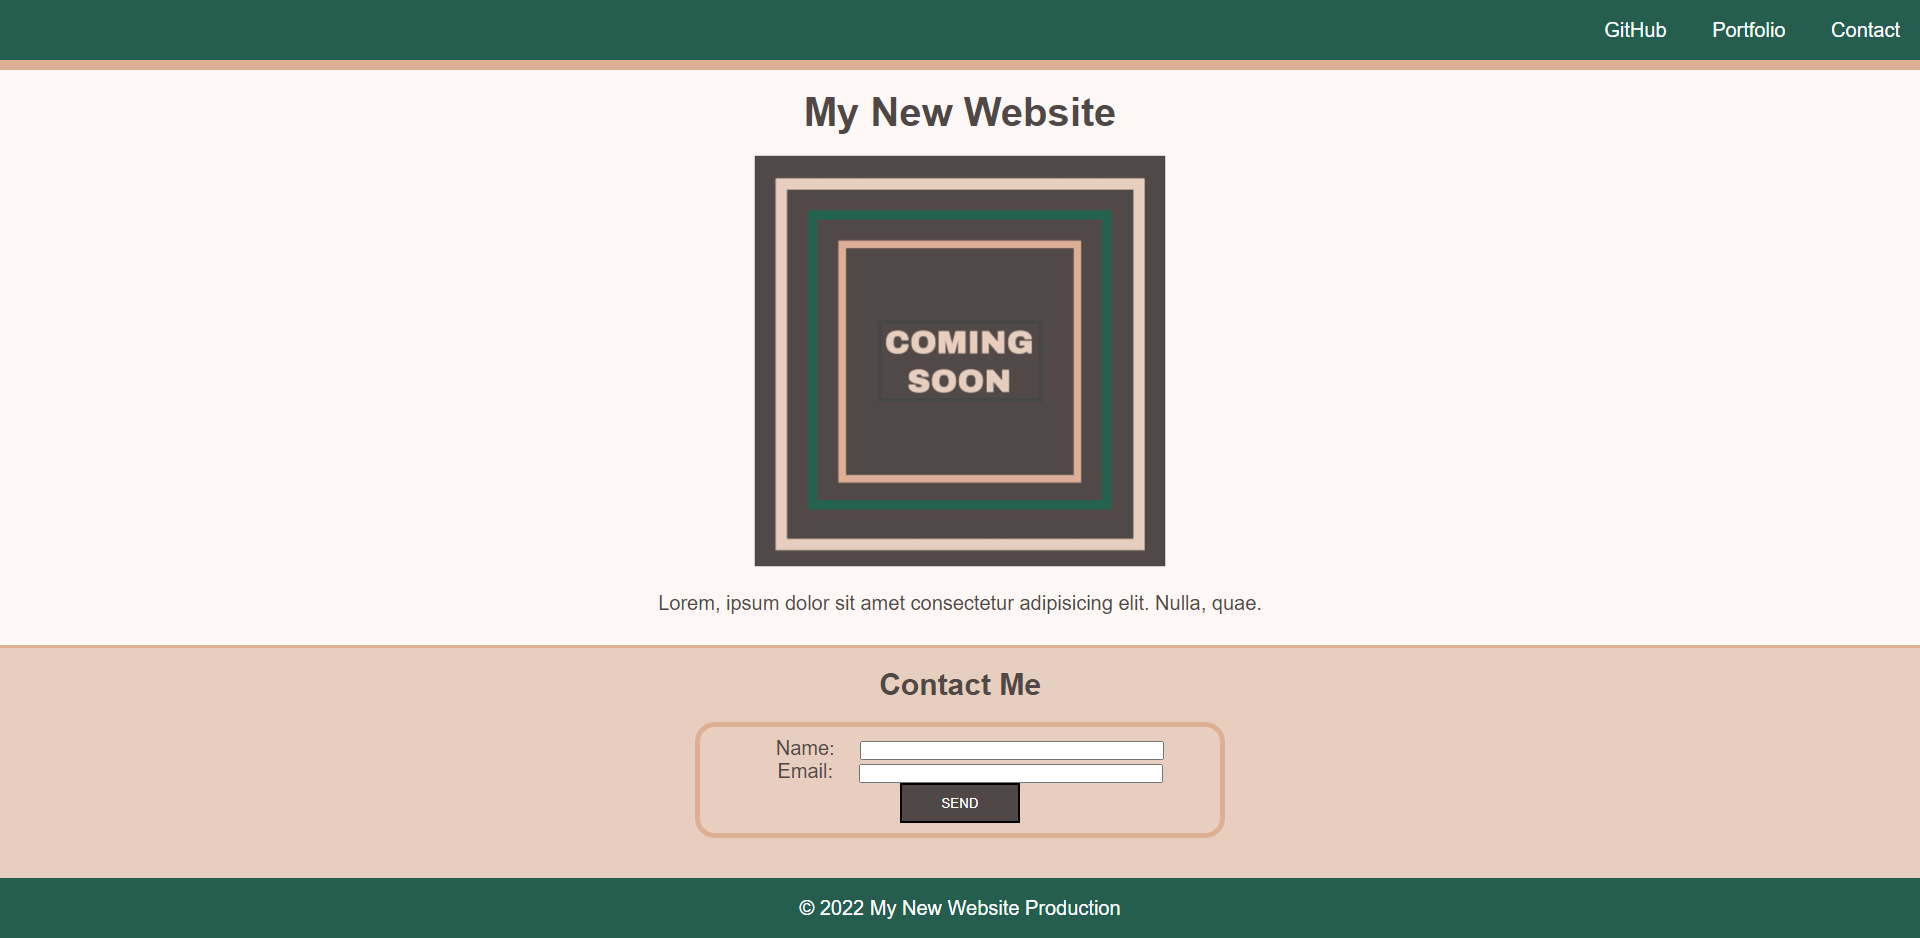 GitHub Portfolio Contact
My New Website
COMING
SOON
Lorem, ipsum dolor sit amet consectetur adipisicing elit. Nulla, quae.
Contact Me
Name:
Email:
SEND
© 2022 My New Website Production